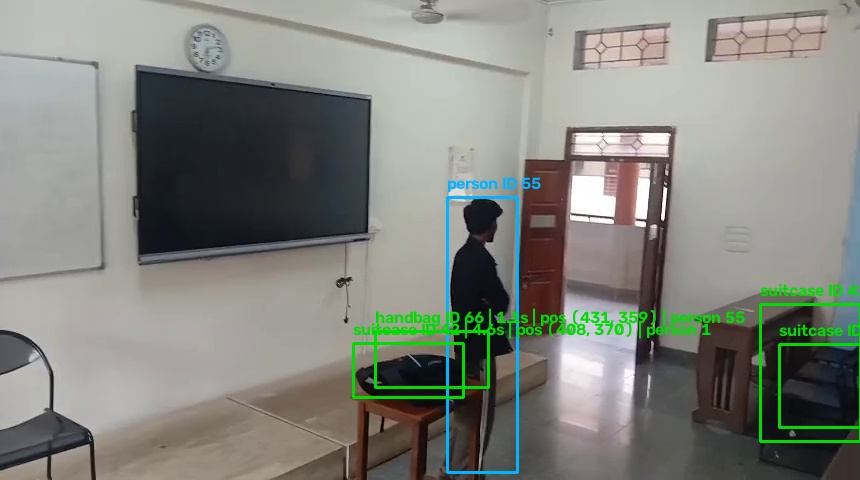 person ID 55
suitcase ID 4
handbag ID 66 | 1.1s | pos (431, 359) | person 55
suitcase ID 42 | 4.6s | pos (408, 370) | person 1
suitcase ID